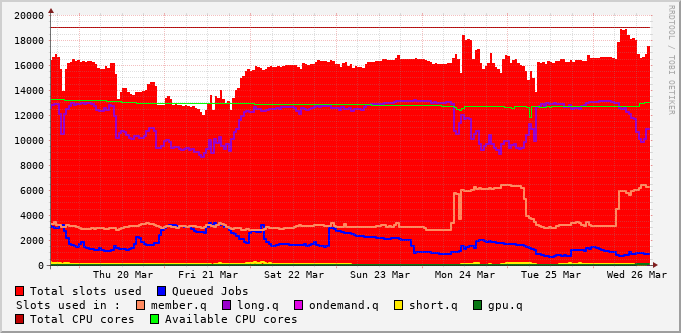 RRDTOOL / TOBI OETIKER
20000
18000
16000
14000
12000
10000
8000
6000
4000
2000
0
Thu 20 Mar Fri 21 Mar Sat 22 Mar Sun 23 Mar Mon 24 Mar Tue 25 Mar Wed 26 Mar
Total slots used Queued Jobs
Slots used in : member.q long.q ondemand.q short.q gpu.q
Total CPU cores Available CPU cores